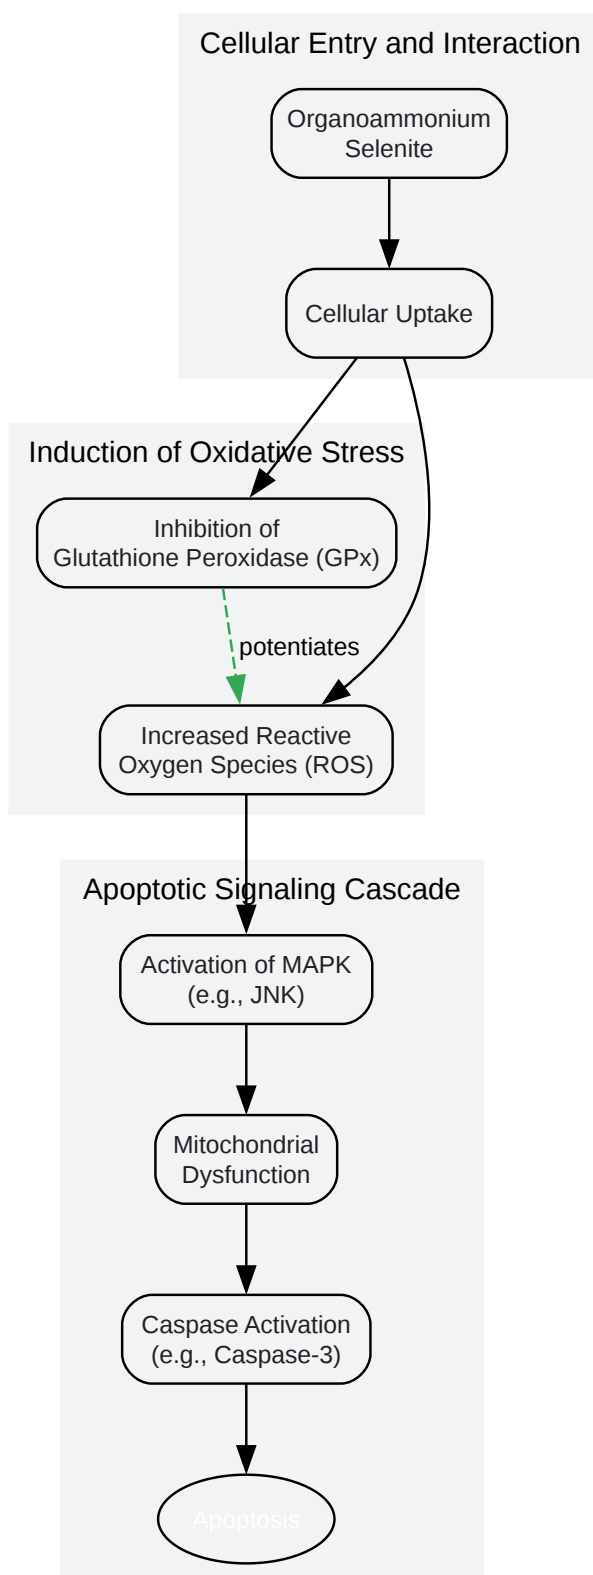 Cellular Entry and Interaction
Organoammonium
Selenite
Cellular Uptake
Induction of Oxidative Stress
Inhibition of
Glutathione Peroxidase (GPx)
potentiates
Increased Reactive
Oxygen Species (ROS)
Apoptotic Signaling Cascade
Activation of MAPK
(e.g., JNK)
Mitochondrial
Dysfunction
Caspase Activation
(e.g., Caspase-3)
Apoptosis